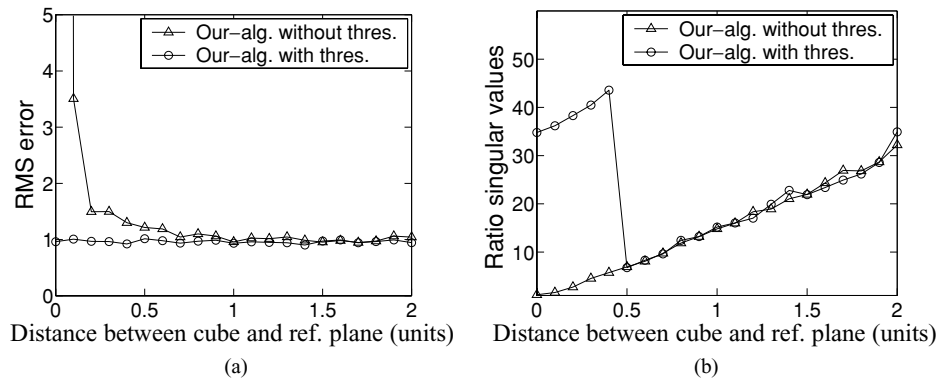 5
4
3
2
1
0
RMS error
Our-alg. without thres.
Our-alg. with thres.
0 0.5 1 1.5 2
Distance between cube and ref. plane (units)
(a)
50
40
30
20
10
Ratio singular values
Our-alg. without thres.
Our-alg. with thres.
0 0.5 1 1.5 2
Distance between cube and ref. plane (units)
(b)